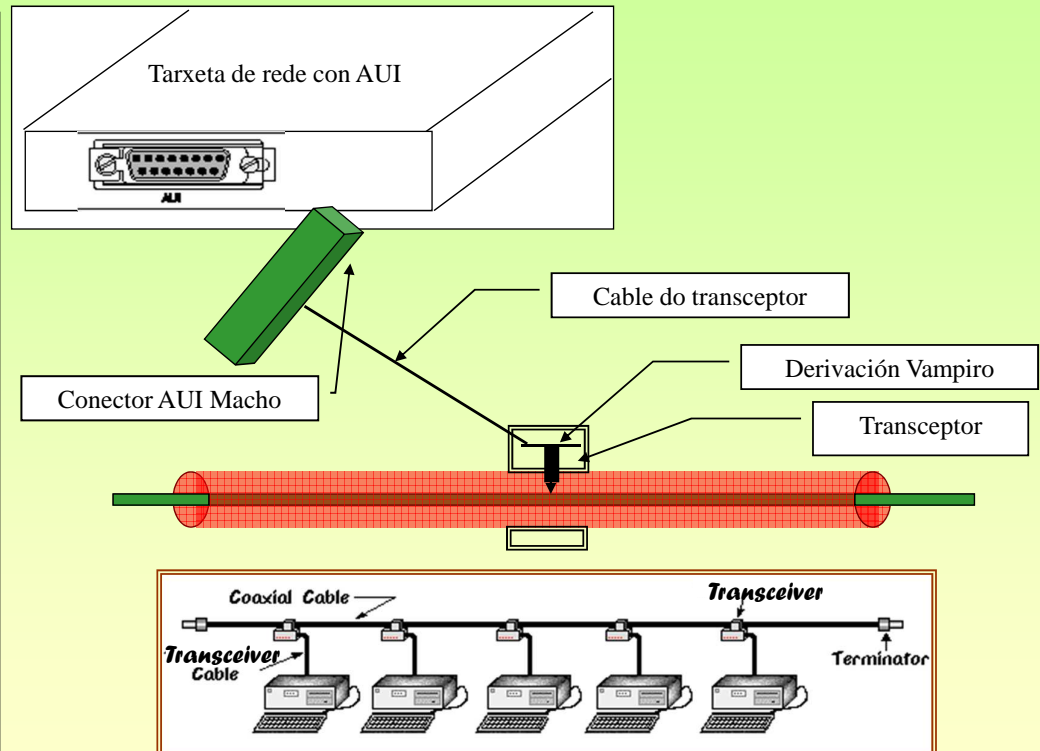 Tarxeta de rede con AUI
AUI
Cable do transceptor
Derivación Vampiro
Conector AUI Macho
Transceptor
Coaxial Cable
Transceiver
Transceiver
Cable
Terminator